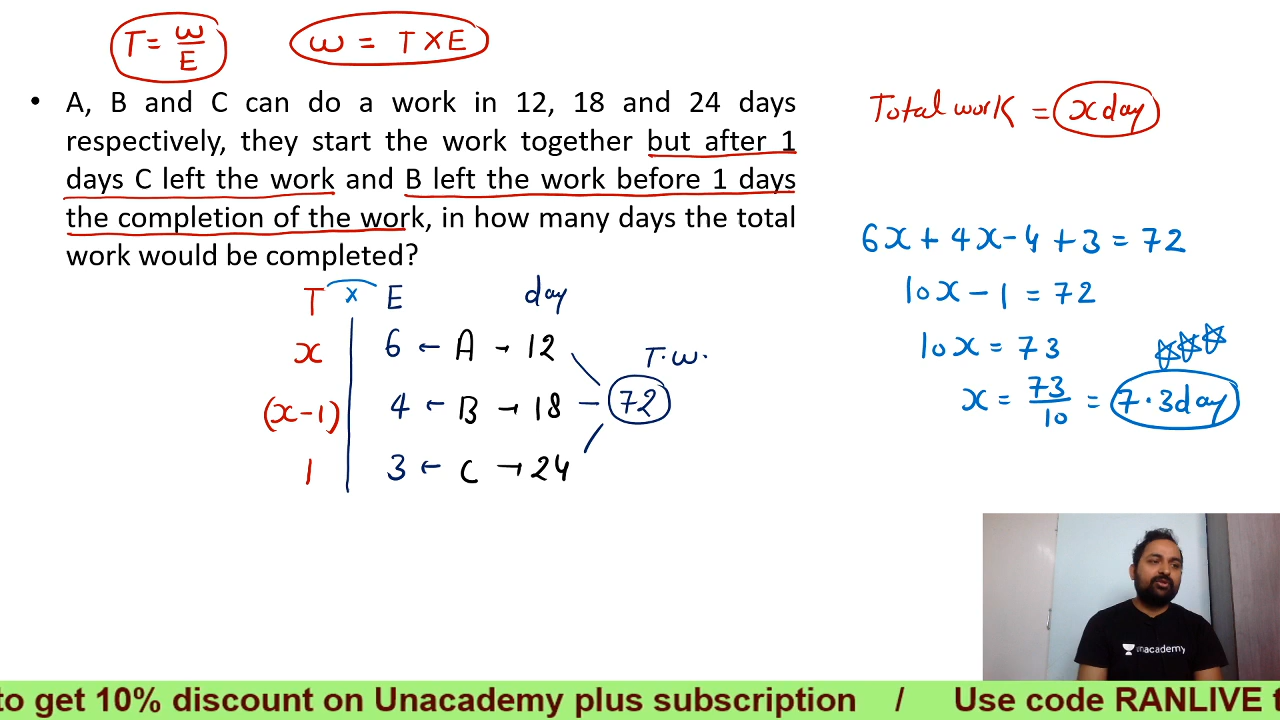 T = W/E    W = T × E
• A, B and C can do a work in 12, 18 and 24 days
respectively, they start the work together but after 1
days C left the work and B left the work before 1 days
the completion of the work, in how many days the total
work would be completed?
T × E    day
x    6 ← A → 12
T.W.
(x-1)    4 ← B → 18 — 72
1    3 ← C → 24
Total work = x day
6x + 4x - 4 + 3 = 72
10x - 1 = 72
10x = 73
x = 73/10 = 7.3 day
unacademy
to get 10% discount on Unacademy plus subscription    /    Use code RANLIVE t